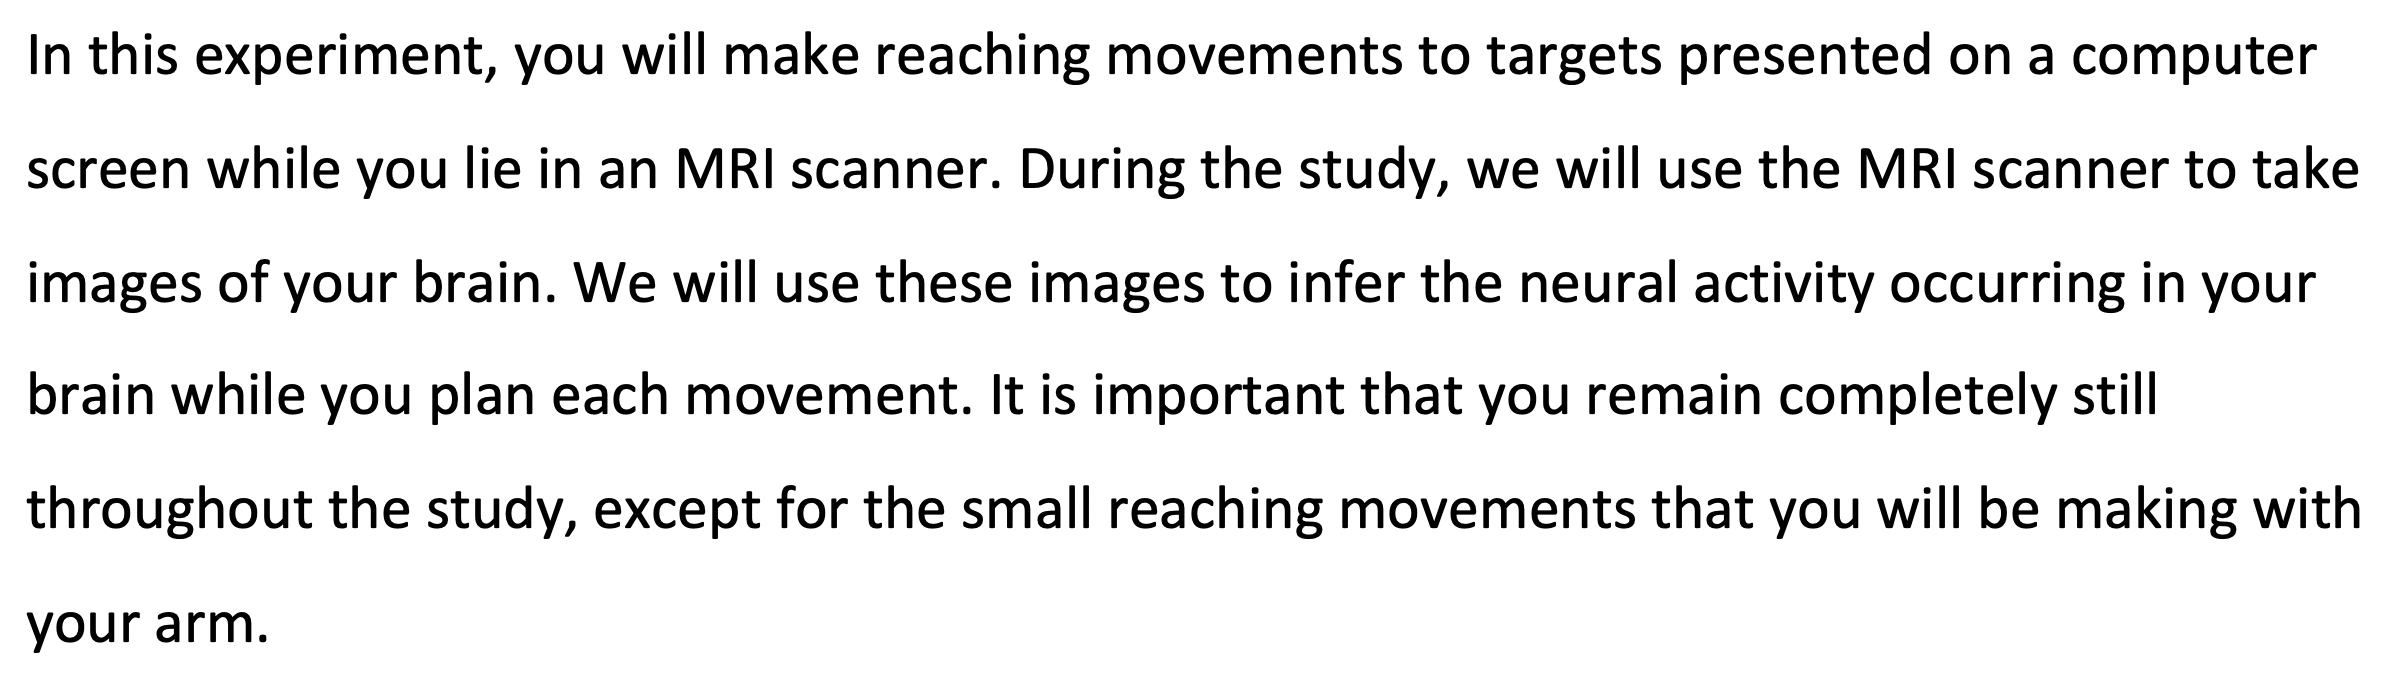 In this experiment, you will make reaching movements to targets presented on a computer
screen while you lie in an MRI scanner. During the study, we will use the MRI scanner to take
images of your brain. We will use these images to infer the neural activity occurring in your
brain while you plan each movement. It is important that you remain completely still
throughout the study, except for the small reaching movements that you will be making with
your arm.